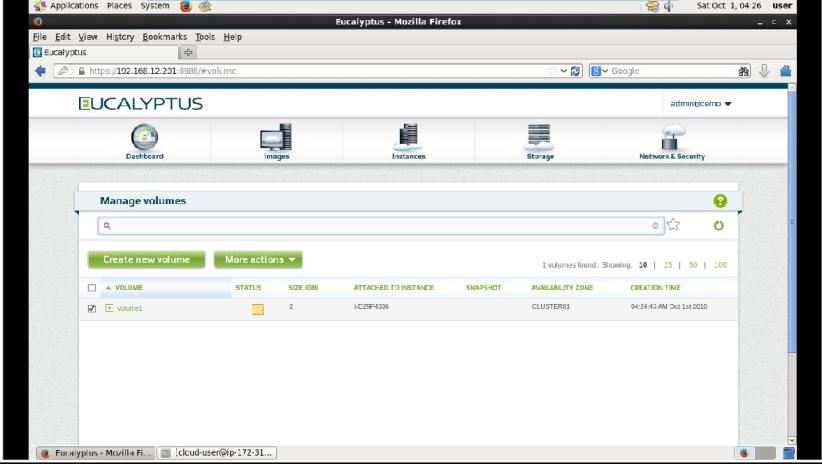 Applications Places System Sat Oct 1, 04:26 user
Eucalyptus - Mozilla Firefox
File Edit View History Bookmarks Tools Help
Eucalyptus
https://192.168.12.201:8888/#volume Google
EUCALYPTUS admin@demo
Dashboard Images Instances Storage Network & Security
Manage volumes
Create new volume More actions 1 volumes found. Showing: 10 | 25 | 50 | 100
VOLUME STATUS SIZE (GB) ATTACHED TO INSTANCE SNAPSHOT AVAILABILITY ZONE CREATION TIME
volume1 2 CLUSTER01 04:24:45 AM Oct 1st 2016
Eucalyptus - Mozilla Fi... [cloud-user@ip-172-31...